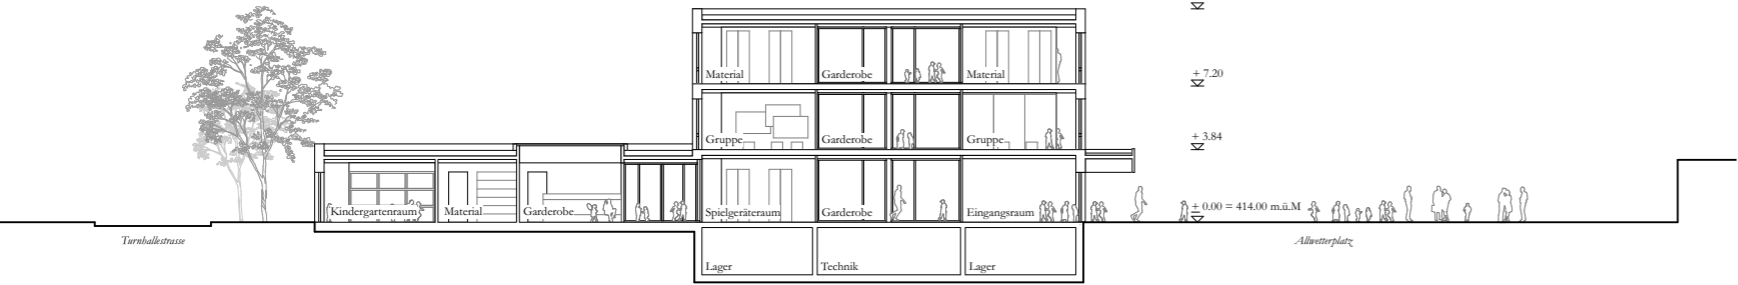 + 7.20
Material
Garderobe
Material
+ 3.84
Gruppe
Garderobe
Gruppe
+ 0.00 = 414.00 m.ü.M
Kindergartenraum
Material
Garderobe
Spielgeräteraum
Garderobe
Eingangsraum
Turnhallestrasse
Allwetterplatz
Lager
Technik
Lager